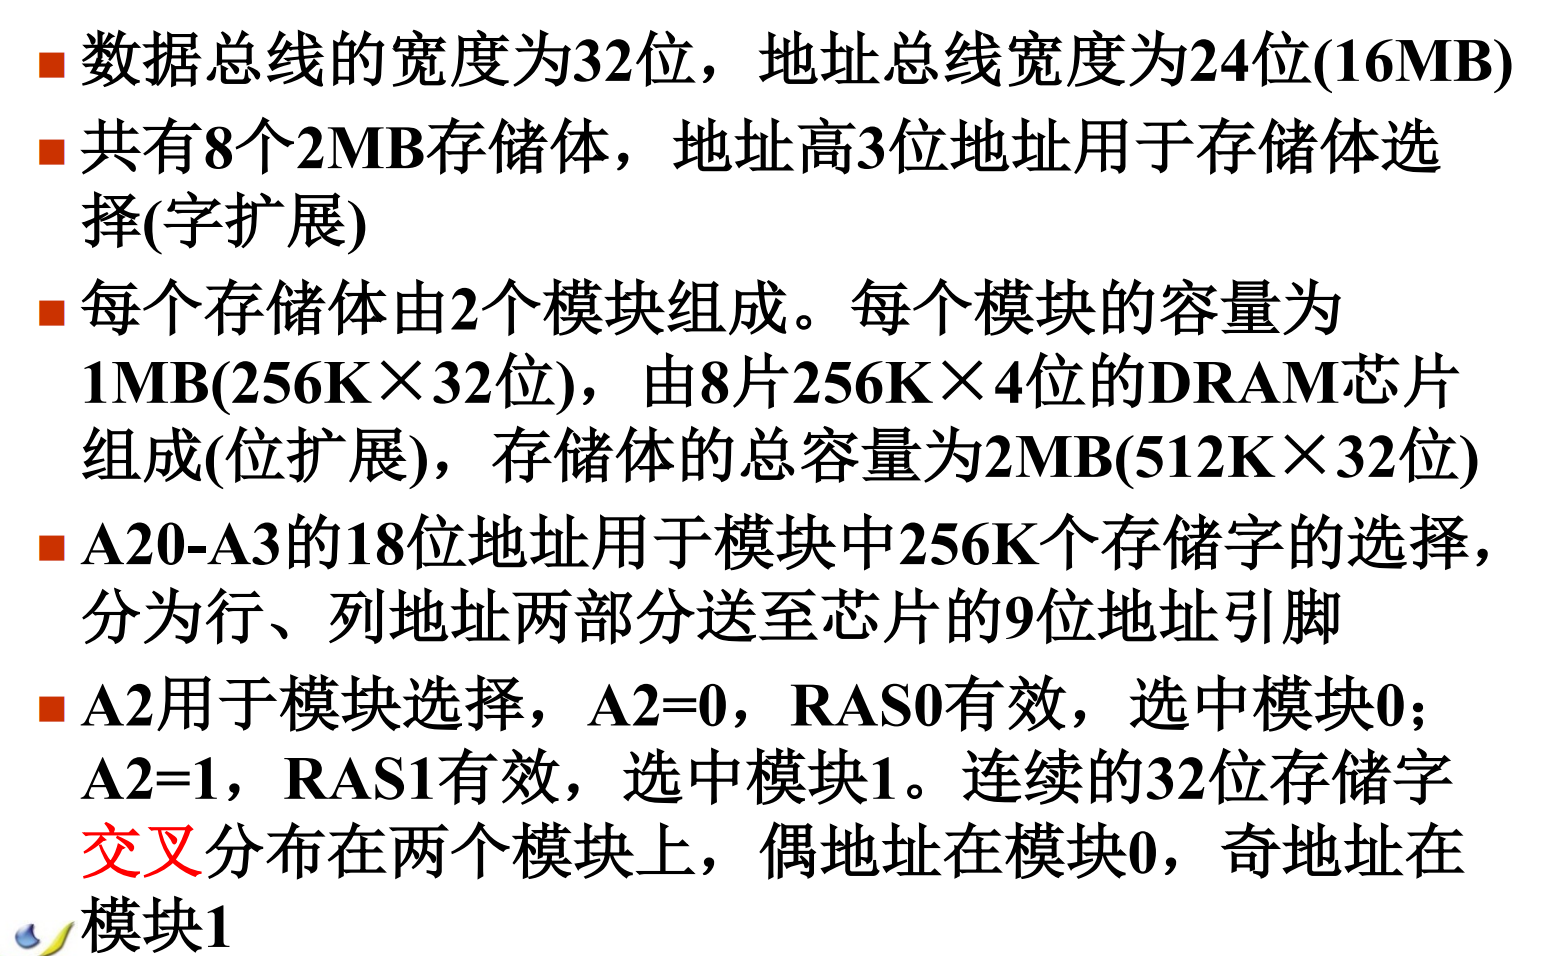 数据总线的宽度为32位，地址总线宽度为24位(16MB)
共有8个2MB存储体，地址高3位地址用于存储体选
择(字扩展)
每个存储体由2个模块组成。每个模块的容量为
1MB(256K×32位)，由8片256K×4位的DRAM芯片
组成(位扩展)，存储体的总容量为2MB(512K×32位)
A20-A3的18位地址用于模块中256K个存储字的选择，
分为行、列地址两部分送至芯片的9位地址引脚
A2用于模块选择，A2=0，RAS0有效，选中模块0；
A2=1，RAS1有效，选中模块1。连续的32位存储字
交叉分布在两个模块上，偶地址在模块0，奇地址在
模块1